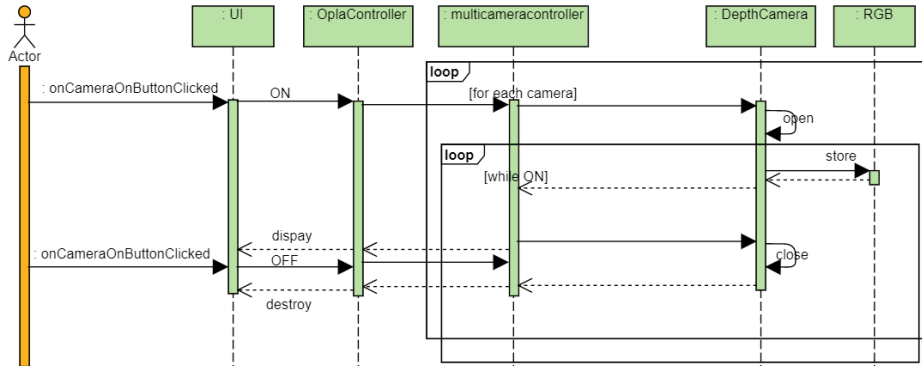 : UI
: OplaController
: multicameracontroller
: DepthCamera
: RGB
Actor
loop
: onCameraOnButtonClicked
ON
[for each camera]
open
loop
store
[while ON]
dispay
: onCameraOnButtonClicked
OFF
close
destroy